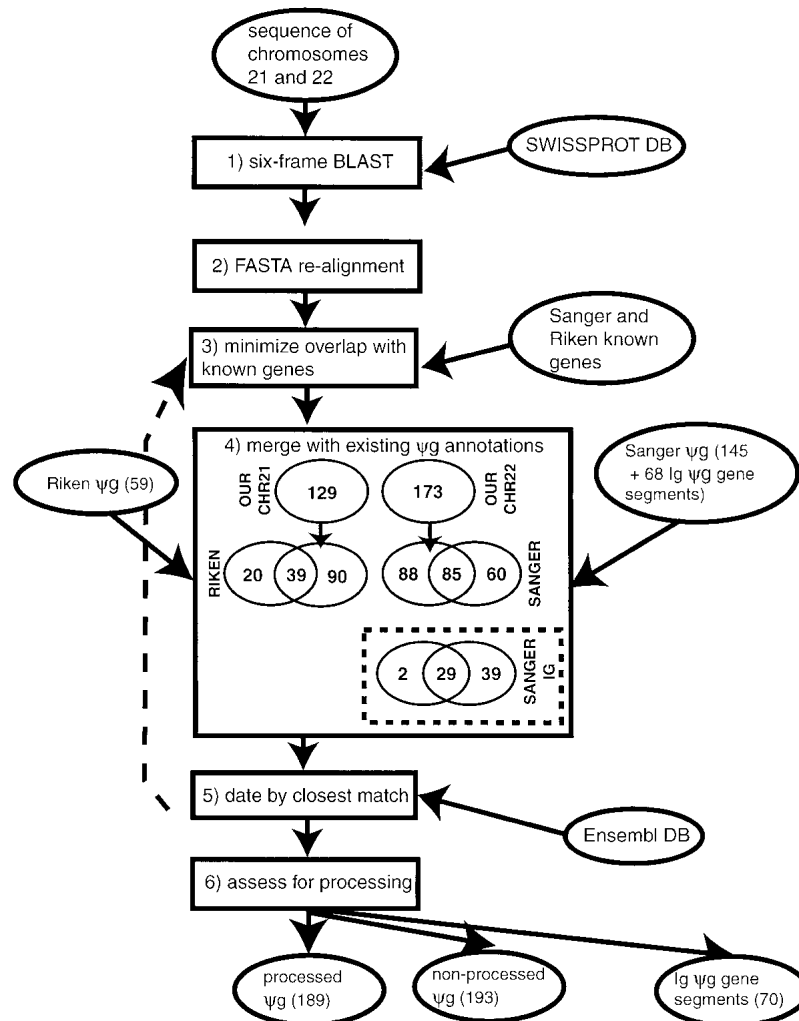 sequence of
chromosomes
21 and 22
1) six-frame BLAST
SWISSPROT DB
2) FASTA re-alignment
3) minimize overlap with
known genes
Sanger and
Riken known
genes
4) merge with existing ψg annotations
Riken ψg (59)
Sanger ψg (145
+ 68 Ig ψg gene
segments)
OUR
CHR21
129
173
OUR
CHR22
RIKEN
20 39 90
88 85 60
SANGER
2 29 39
SANGER
IG
5) date by closest match
Ensembl DB
6) assess for processing
processed
ψg (189)
non-processed
ψg (193)
Ig ψg gene
segments (70)